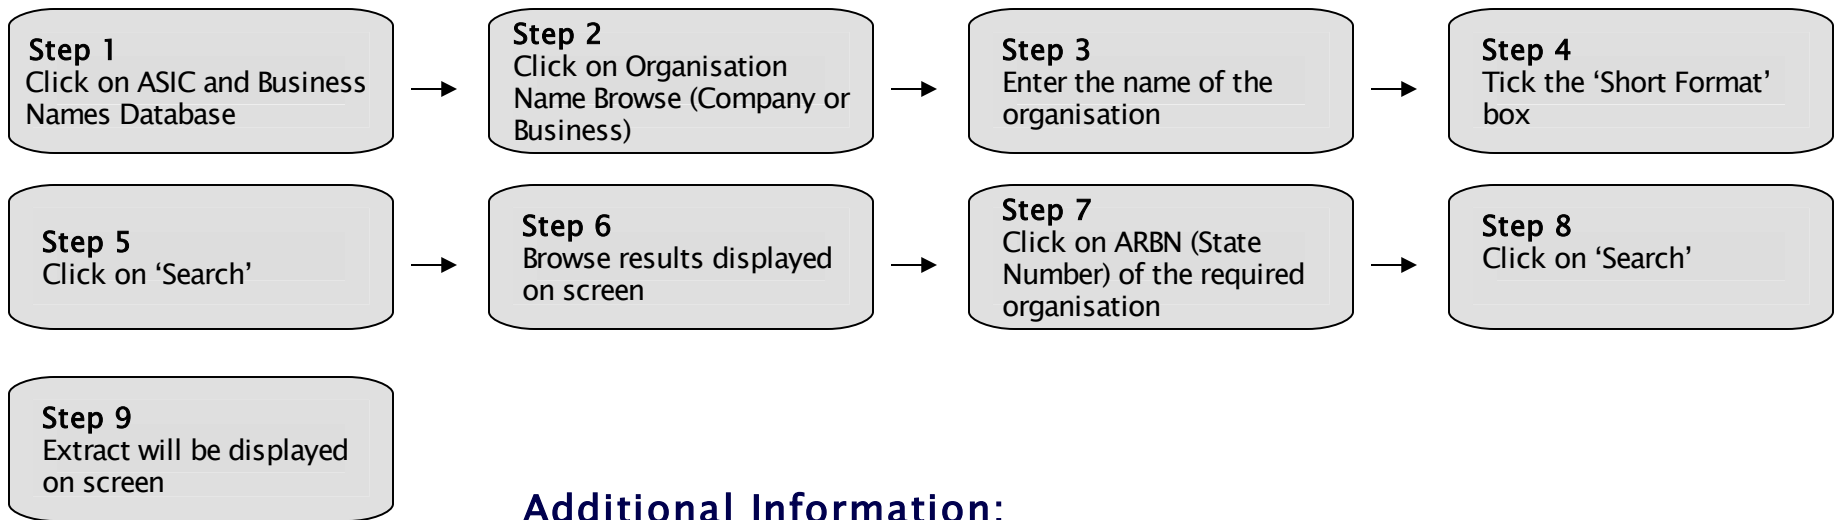 Step 1
Click on ASIC and Business
Names Database
Step 2
Click on Organisation
Name Browse (Company or
Business)
Step 3
Enter the name of the
organisation
Step 4
Tick the ‘Short Format’
box
Step 5
Click on ‘Search’
Step 6
Browse results displayed
on screen
Step 7
Click on ARBN (State
Number) of the required
organisation
Step 8
Click on ‘Search’
Step 9
Extract will be displayed
on screen
Additional Information: